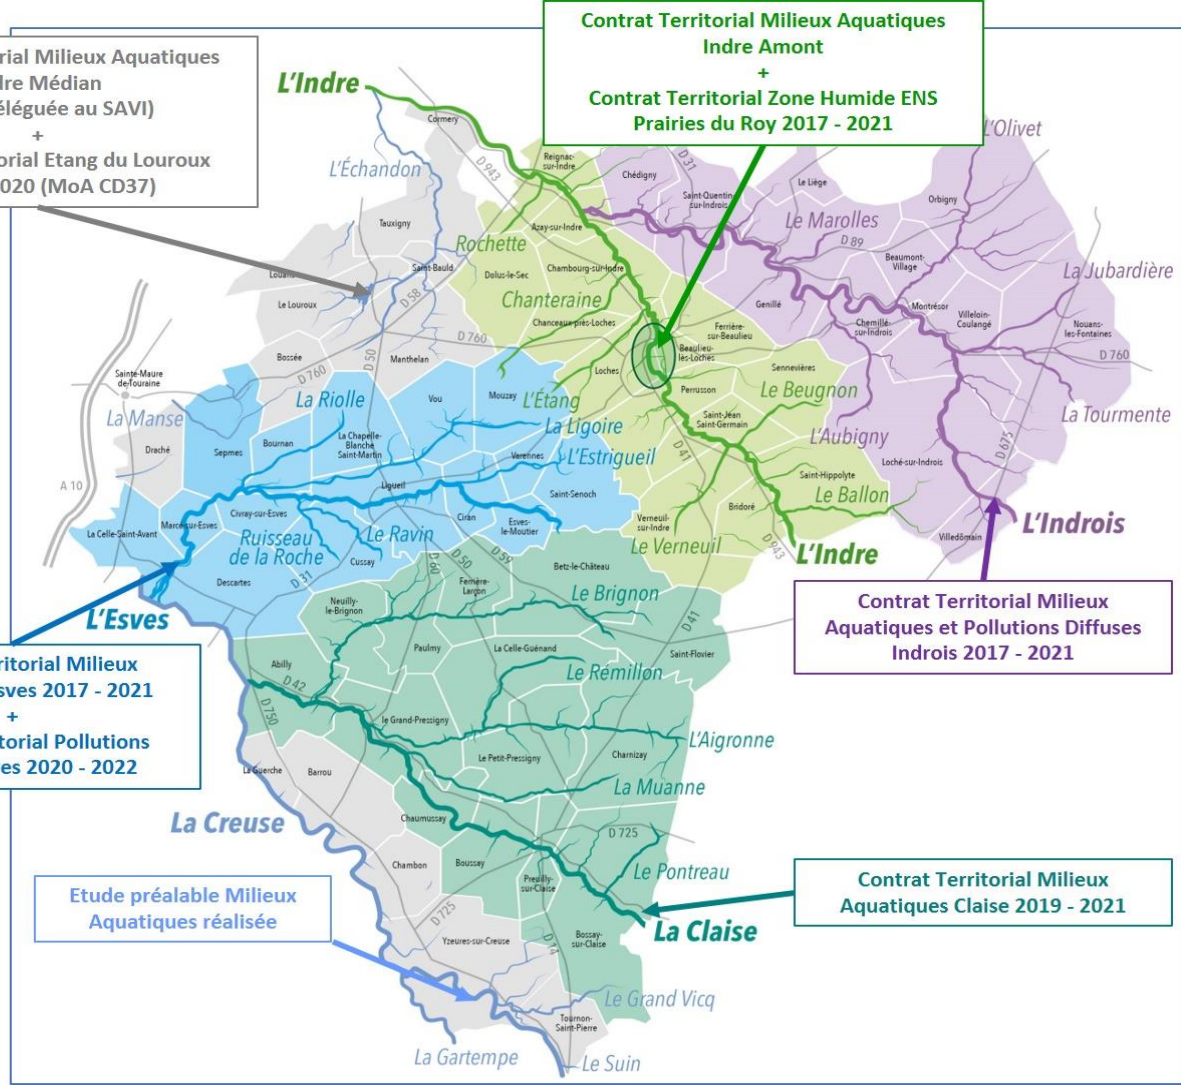 Contrat Territorial Milieux Aquatiques
Indre Amont
+
Contrat Territorial Zone Humide ENS
Prairies du Roy 2017 - 2021
rial Milieux Aquatiques
dre Médian
éléguée au SAVI)
+
orial Etang du Louroux
020 (MoA CD37)
L'Indre
Cormery
D 943
L'Échandon
Tauxigny
Saint-Bauld
Le Louroux
D 58
Bossée
D 760
D 50
Manthelan
D 760
Reignac-
sur-Indre
Azay-sur-Indre
Rochette
Dolus-le-Sec
Chambourg-sur-Indre
Chanteraine
Chanceaux-près-Loches
Loches
Ferrière-
sur-Beaulieu
Beaulieu-
lès-Loches
Perrusson
Sennevières
Saint-Jean
Saint-Germain
Le Beugnon
L'Étang
D 41
Saint-Hippolyte
Le Ballon
Bridoré
Verneuil-
sur-Indre
Le Verneuil
D 943
L'Indre
Chédigny
D 31
Saint-Quentin
sur-Indrois
Le Liège
L'Olivet
Orbigny
Le Marolles
D 89
Beaumont-
Village
La Jubardière
Genillé
Montrésor
Chemillé-
sur-Indrois
Villeloin-
Coulangé
Nouans-
les-Fontaines
D 760
La Tourmente
L'Aubigny
Loché-sur-Indrois
D 675
Villedômain
L'Indrois
Contrat Territorial Milieux
Aquatiques et Pollutions Diffuses
Indrois 2017 - 2021
Sainte-Maure
de-Touraine
La Manse
Draché
A 10
Sepmes
Bournan
La Riolle
La Chapelle-
Blanche
Saint-Martin
Vou
Mouzay
La Ligoire
Varennes
L'Estrigueil
Ligueil
Saint-Senoch
Ciran
Esves-
le-Moutier
La Celle-Saint-Avant
Marcé-sur-Esves
Civray-sur-Esves
Ruisseau
de la Roche
Le Ravin
Cussay
D 31
Descartes
L'Esves
ritorial Milieux
sves 2017 - 2021
+
torial Pollutions
es 2020 - 2022
D 60
D 50
D 59
Betz-le-Château
Ferrière-
Larçon
Neuilly-
le-Brignon
Le Brignon
D 41
Paulmy
La Celle-Guénand
Saint-Flovier
Le Rémillon
Abilly
D 42
D 750
le Grand-Pressigny
L'Aigronne
Le Petit-Pressigny
Charnizay
La Muanne
La Guerche
Barrou
La Creuse
Chaumussay
D 725
Chambon
Boussay
Preuilly-
sur-Claise
Le Pontreau
La Claise
Bossay-
sur-Claise
Contrat Territorial Milieux
Aquatiques Claise 2019 - 2021
Etude préalable Milieux
Aquatiques réalisée
D 725
Yzeures-sur-Creuse
D 14
Le Grand Vicq
Tournon-
Saint-Pierre
La Gartempe
Le Suin